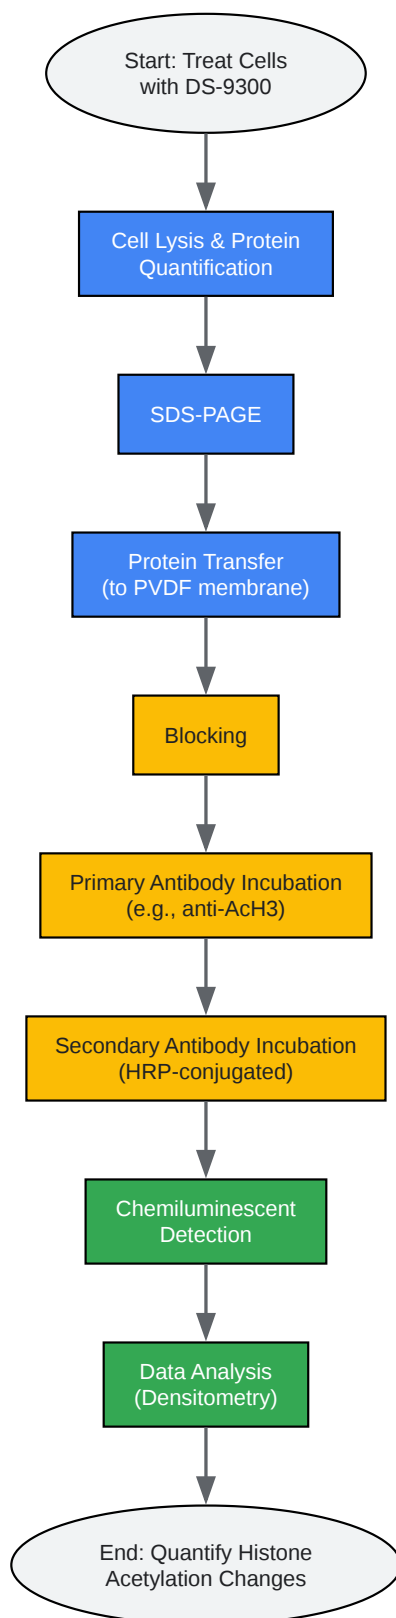 Start: Treat Cells
with DS-9300
Cell Lysis & Protein
Quantification
SDS-PAGE
Protein Transfer
(to PVDF membrane)
Blocking
Primary Antibody Incubation
(e.g., anti-AcH3)
Secondary Antibody Incubation
(HRP-conjugated)
Chemiluminescent
Detection
Data Analysis
(Densitometry)
End: Quantify Histone
Acetylation Changes